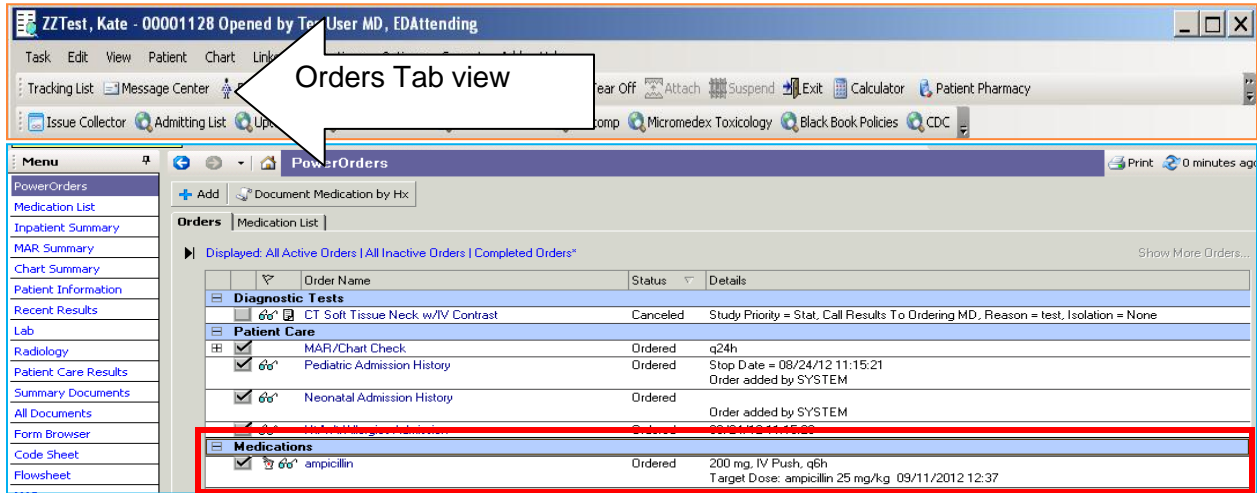 ZZTest, Kate - 00001128 Opened by Test User MD, EDAttending
Task Edit View Patient Chart Links Help
Orders Tab view
Tracking List Message Center Tear Off Attach Suspend Exit Calculator Patient Pharmacy
Issue Collector Admitting List Micromedex Toxicology Black Book Policies CDC
Menu PowerOrders Print 0 minutes ago
PowerOrders
Medication List
Inpatient Summary
MAR Summary
Chart Summary
Patient Information
Recent Results
Lab
Radiology
Patient Care Results
Summary Documents
All Documents
Form Browser
Code Sheet
Flowsheet
Add Document Medication by Hx
Orders Medication List
Displayed: All Active Orders | All Inactive Orders | Completed Orders* Show More Orders...
Order Name Status Details
Diagnostic Tests
CT Soft Tissue Neck w/IV Contrast Canceled Study Priority = Stat, Call Results To Ordering MD, Reason = test, Isolation = None
Patient Care
MAR/Chart Check Ordered q24h
Pediatric Admission History Ordered Stop Date = 08/24/12 11:15:21
Order added by SYSTEM
Neonatal Admission History Ordered
Order added by SYSTEM
Medications
ampicillin Ordered 200 mg, IV Push, q6h
Target Dose: ampicillin 25 mg/kg 09/11/2012 12:37